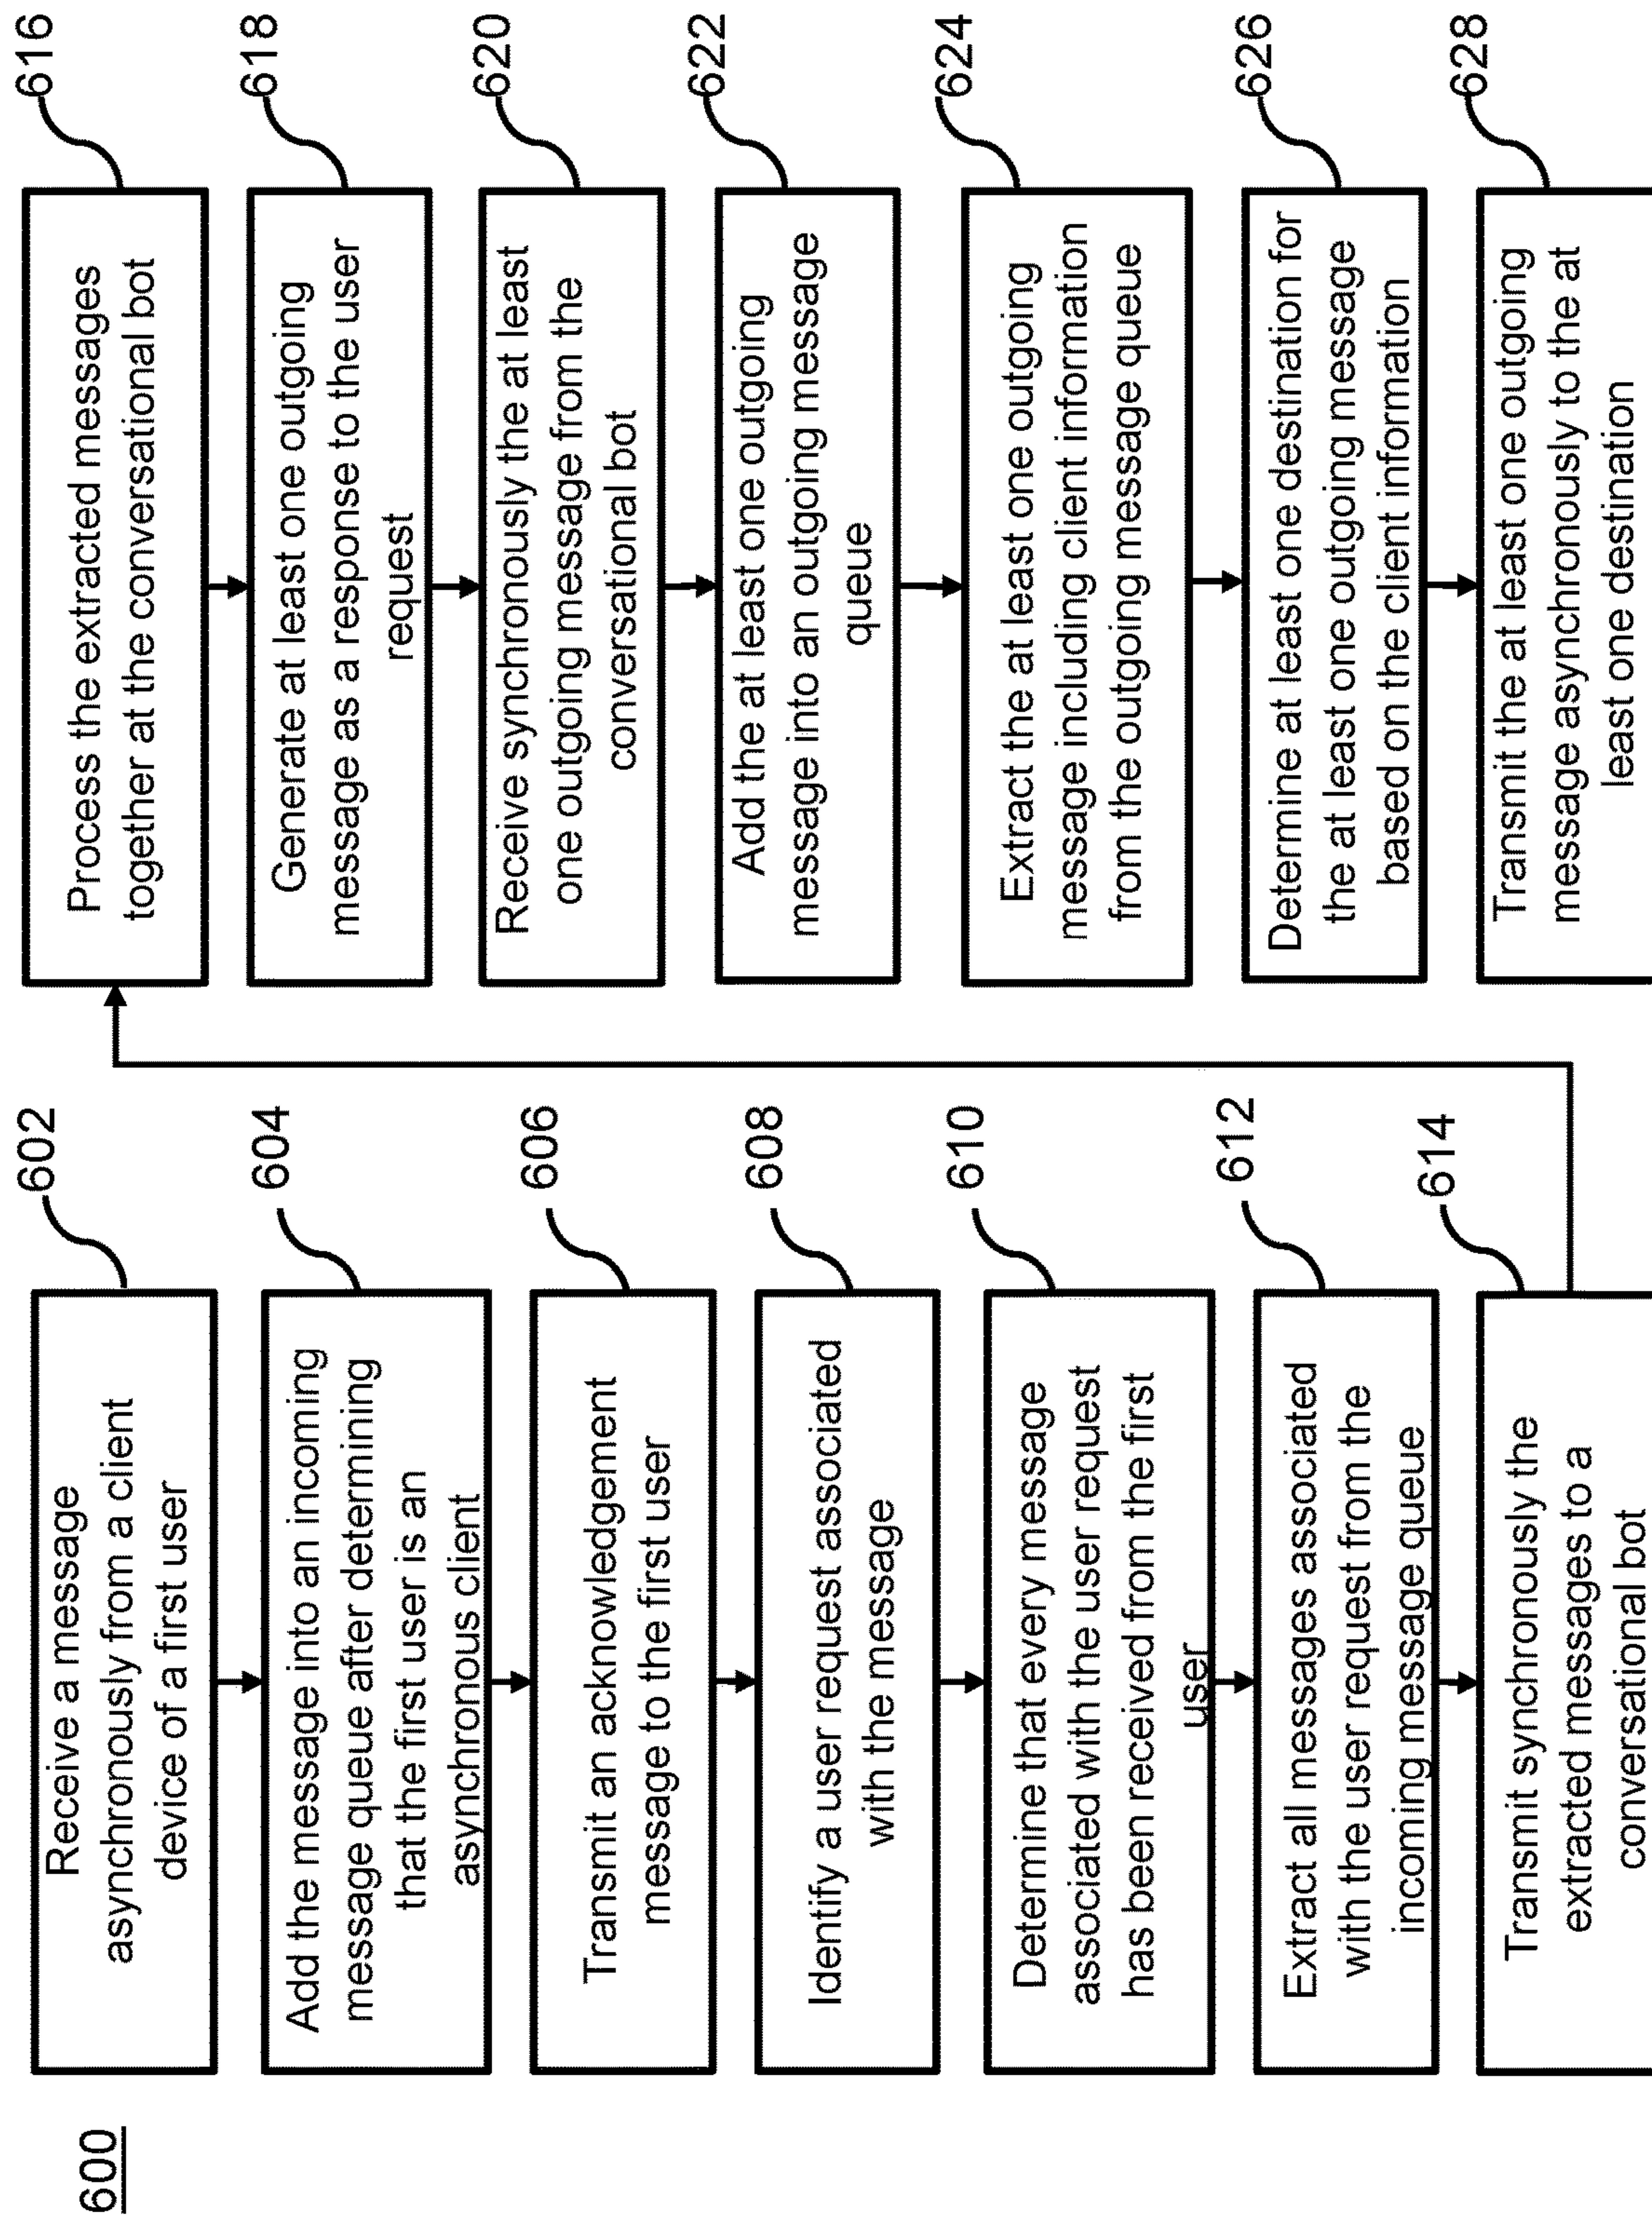 600
602
Receive a message
asynchronously from a client
device of a first user
604
Add the message into an incoming
message queue after determining
that the first user is an
asynchronous client
606
Transmit an acknowledgement
message to the first user
608
Identify a user request associated
with the message
610
Determine that every message
associated with the user request
has been received from the first
user
612
Extract all messages associated
with the user request from the
incoming message queue
614
Transmit synchronously the
extracted messages to a
conversational bot
616
Process the extracted messages
together at the conversational bot
618
Generate at least one outgoing
message as a response to the user
request
620
Receive synchronously the at least
one outgoing message from the
conversational bot
622
Add the at least one outgoing
message into an outgoing message
queue
624
Extract the at least one outgoing
message including client information
from the outgoing message queue
626
Determine at least one destination for
the at least one outgoing message
based on the client information
628
Transmit the at least one outgoing
message asynchronously to the at
least one destination